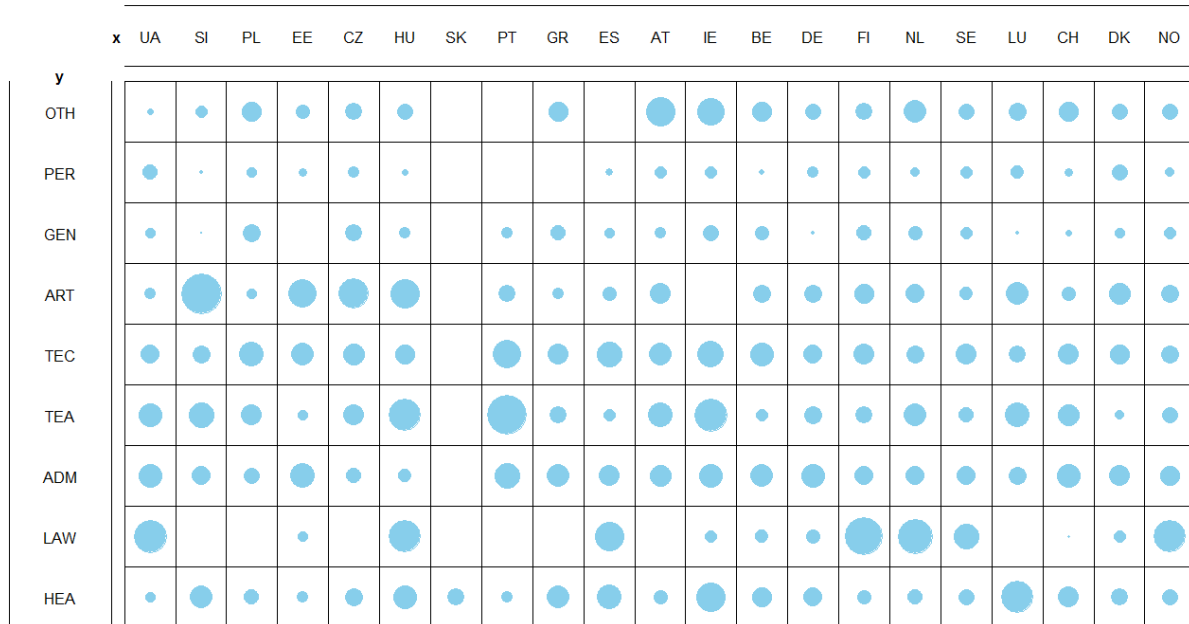 x UA SI PL EE CZ HU SK PT GR ES AT IE BE DE FI NL SE LU CH DK NO
y
OTH
PER
GEN
ART
TEC
TEA
ADM
LAW
HEA